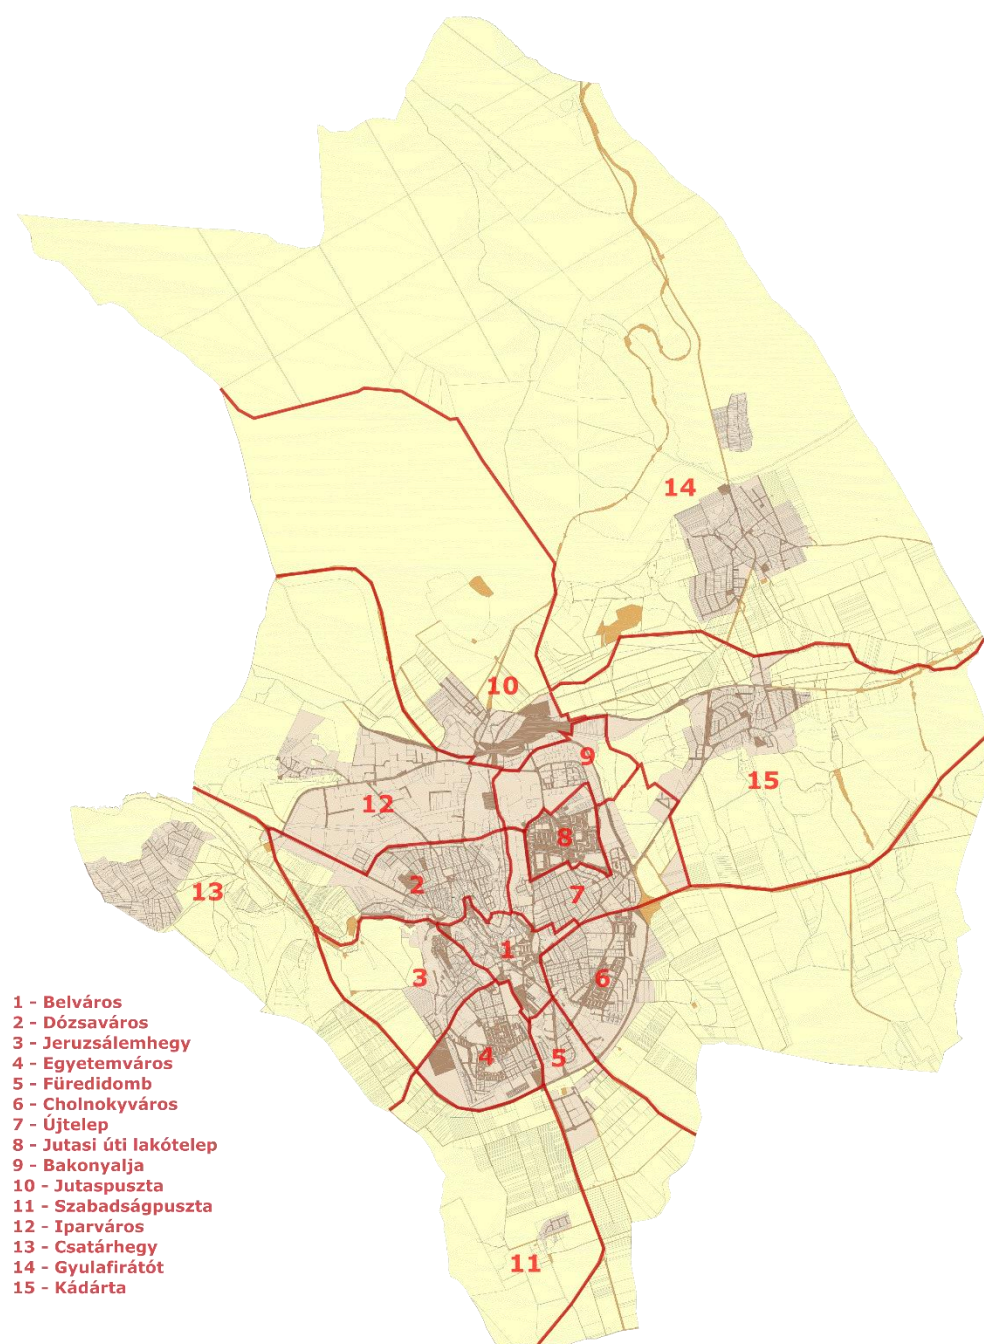 14
10
9
15
12
8
2
13
7
1
3
6
4
5
11
1 - Belváros
2 - Dózsaváros
3 - Jeruzsálemhegy
4 - Egyetemváros
5 - Füredidomb
6 - Cholnokyváros
7 - Újtelep
8 - Jutasi úti lakótelep
9 - Bakonyalja
10 - Jutaspuszta
11 - Szabadságpuszta
12 - Iparváros
13 - Csatárhegy
14 - Gyulafirátót
15 - Kádárta